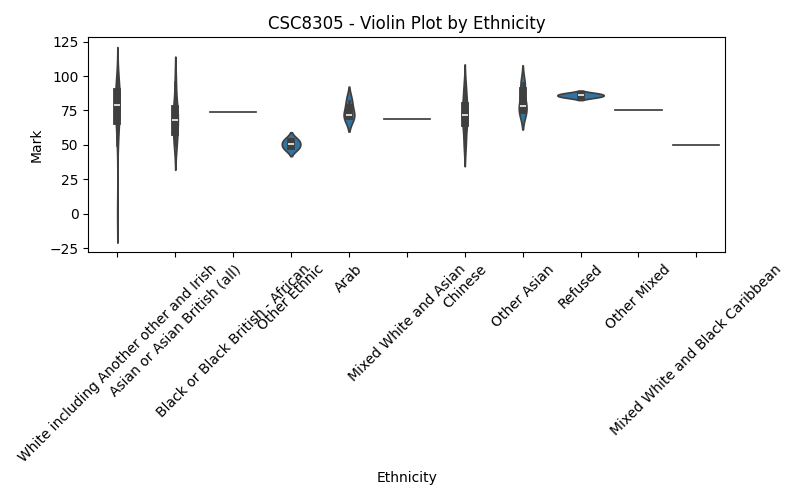 CSC8305 - Violin Plot by Ethnicity
125
100
75
50
25
0
−25
Mark
White including Another other and Irish
Asian or Asian British (all)
Black or Black British - African
Other Ethnic
Arab
Mixed White and Asian
Chinese
Other Asian
Refused
Other Mixed
Mixed White and Black Caribbean
Ethnicity